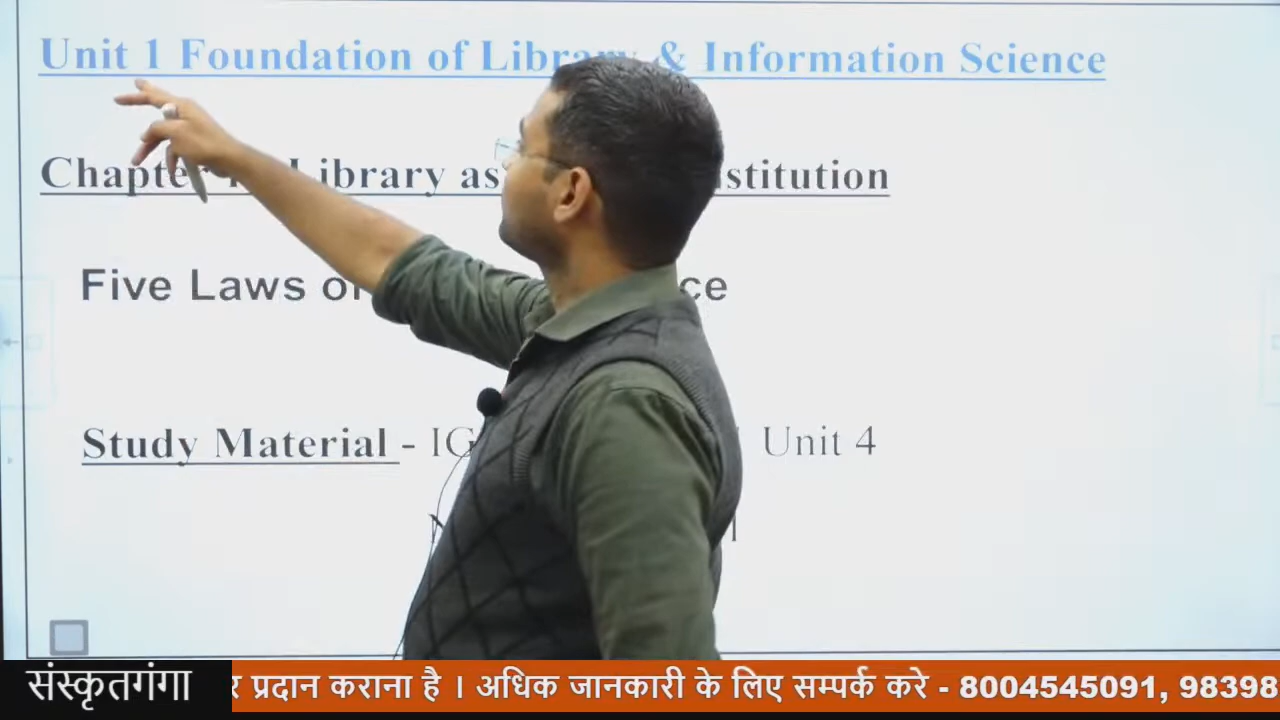 Unit 1 Foundation of Library & Information Science
Chapter Library as stitution
Five Laws of ce
Study Material - IG Unit 4
संस्कृतगंगा
र प्रदान कराना है । अधिक जानकारी के लिए सम्पर्क करे - 8004545091, 98398